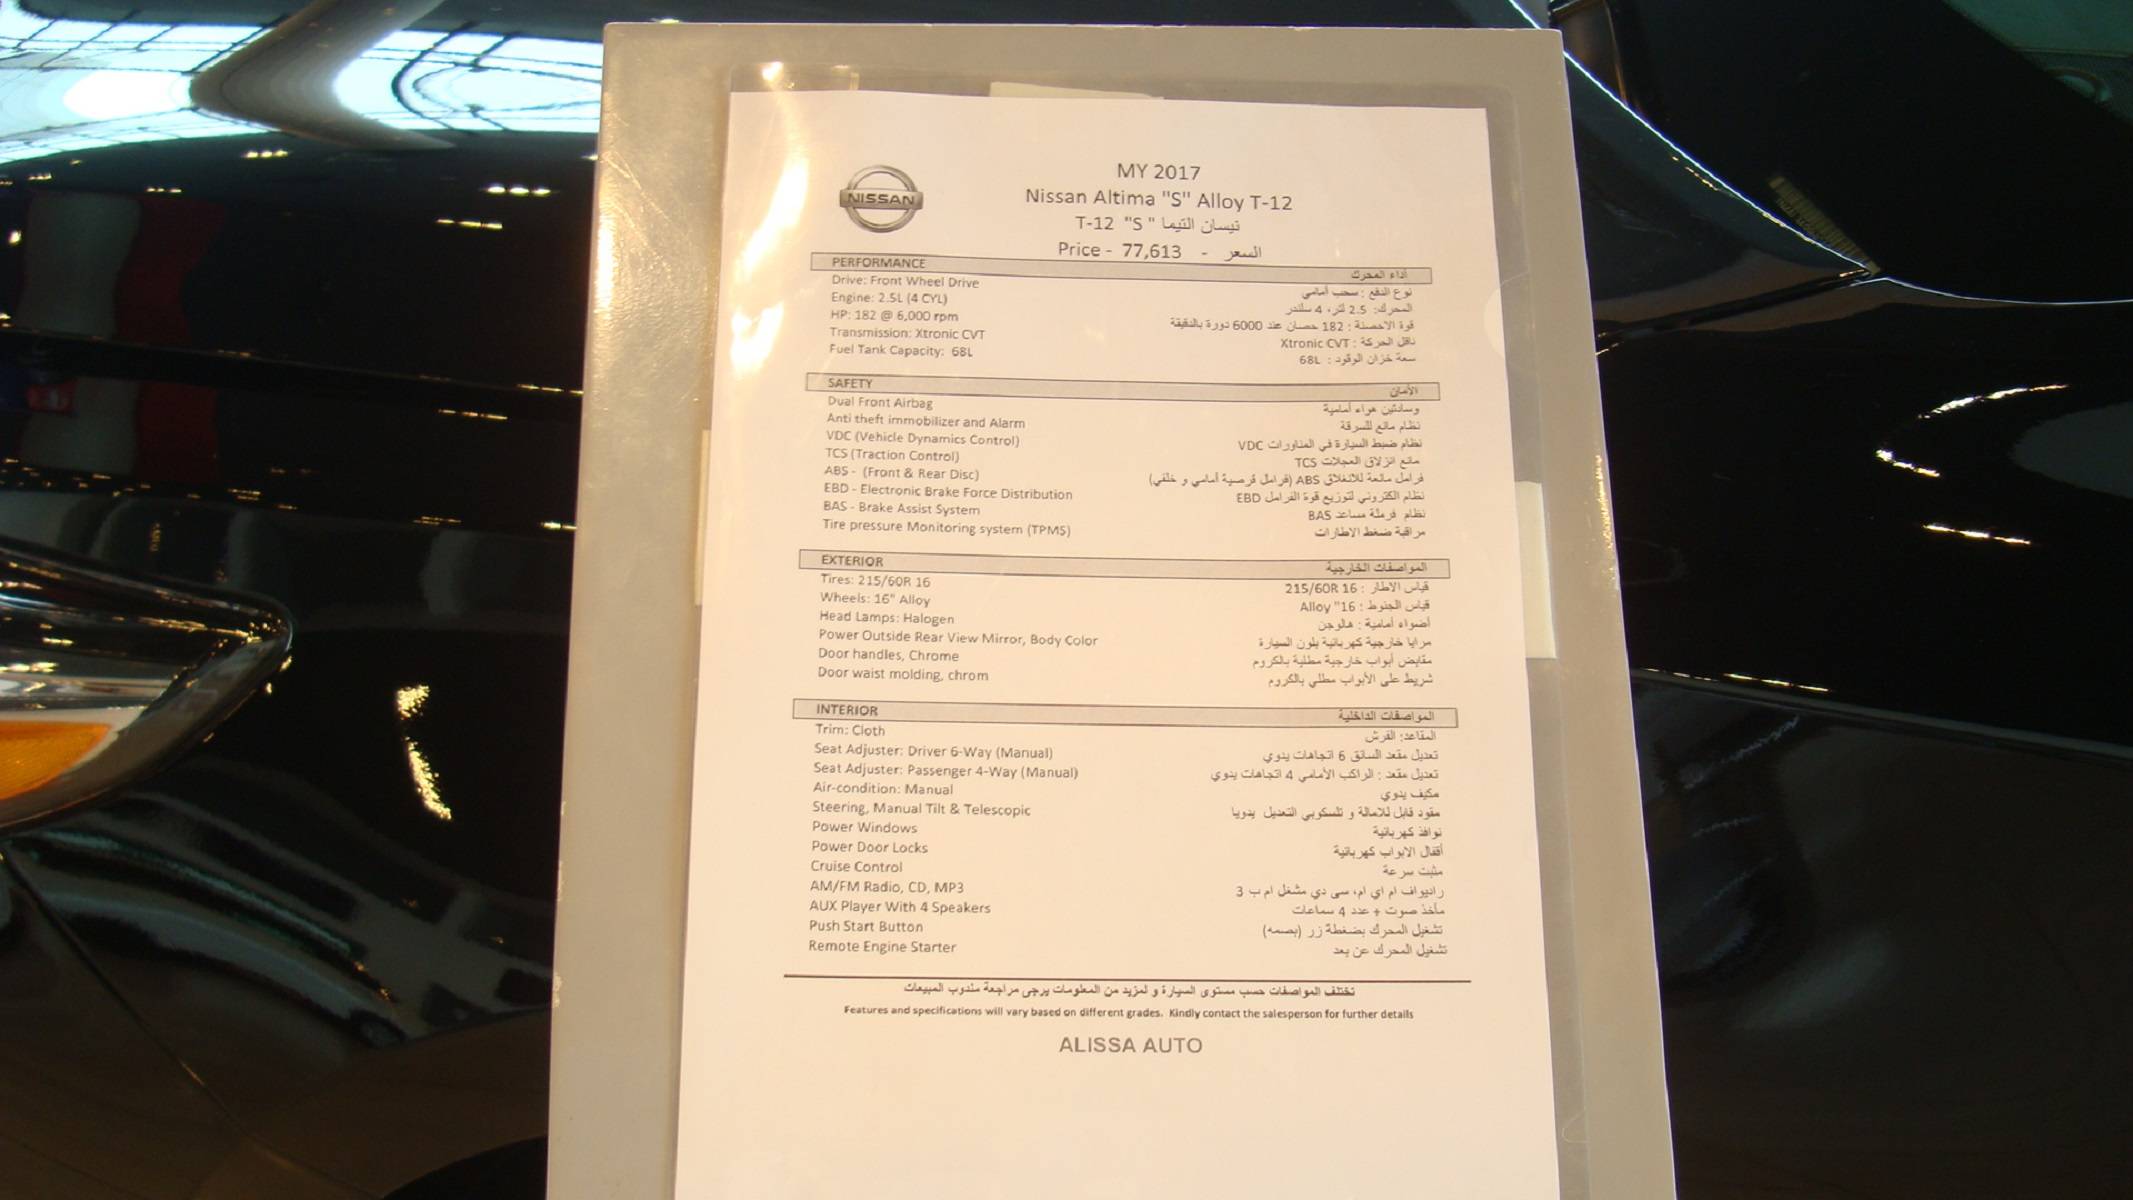 NISSAN
MY 2017
Nissan Altima "S" Alloy T-12
T-12 "S" نيسان التيما
Price - 77,613 - السعر
PERFORMANCE أداء المحرك
Drive: Front Wheel Drive نوع الدفع : سحب أمامي
Engine: 2.5L (4 CYL) المحرك: 2.5 لتر، 4 سلندر
HP: 182 @ 6,000 rpm قوة الاحصنة : 182 حصان عند 6000 دورة بالدقيقة
Transmission: Xtronic CVT ناقل الحركة : Xtronic CVT
Fuel Tank Capacity: 68L سعة خزان الوقود : 68L
SAFETY الأمان
Dual Front Airbag وسادتين هواء أمامية
Anti theft immobilizer and Alarm نظام مانع للسرقة
VDC (Vehicle Dynamics Control) نظام ضبط السيارة في المناورات VDC
TCS (Traction Control) مانع انزلاق العجلات TCS
ABS - (Front & Rear Disc) فرامل مانعة للانغلاق ABS (فرامل قرصية أمامي و خلفي)
EBD - Electronic Brake Force Distribution نظام الكتروني لتوزيع قوة الفرامل EBD
BAS - Brake Assist System نظام فرملة مساعد BAS
Tire pressure Monitoring system (TPMS) مراقبة ضغط الاطارات
EXTERIOR المواصفات الخارجية
Tires: 215/60R 16 قياس الاطار : 215/60R 16
Wheels: 16" Alloy قياس الجنوط : 16" Alloy
Head Lamps: Halogen أضواء أمامية : هالوجن
Power Outside Rear View Mirror, Body Color مرايا خارجية كهربائية بلون السيارة
Door handles, Chrome مقابض أبواب خارجية مطلية بالكروم
Door waist molding, chrom شريط على الأبواب مطلي بالكروم
INTERIOR المواصفات الداخلية
Trim: Cloth المقاعد: الفرش
Seat Adjuster: Driver 6-Way (Manual) تعديل مقعد السائق 6 اتجاهات يدوي
Seat Adjuster: Passenger 4-Way (Manual) تعديل مقعد : الراكب الأمامي 4 اتجاهات يدوي
Air-condition: Manual مكيف يدوي
Steering, Manual Tilt & Telescopic مقود قابل للامالة و تلسكوبي التعديل يدويا
Power Windows نوافذ كهربائية
Power Door Locks أقفال الابواب كهربائية
Cruise Control مثبت سرعة
AM/FM Radio, CD, MP3 راديواف ام اي ام، سى دي مشغل ام ب 3
AUX Player With 4 Speakers مأخذ صوت + عدد 4 سماعات
Push Start Button تشغيل المحرك بضغطة زر (بصمه)
Remote Engine Starter تشغيل المحرك عن بعد
تختلف المواصفات حسب مستوى السيارة و لمزيد من المعلومات يرجى مراجعة مندوب المبيعات
Features and specifications will vary based on different grades. Kindly contact the salesperson for further details
ALISSA AUTO